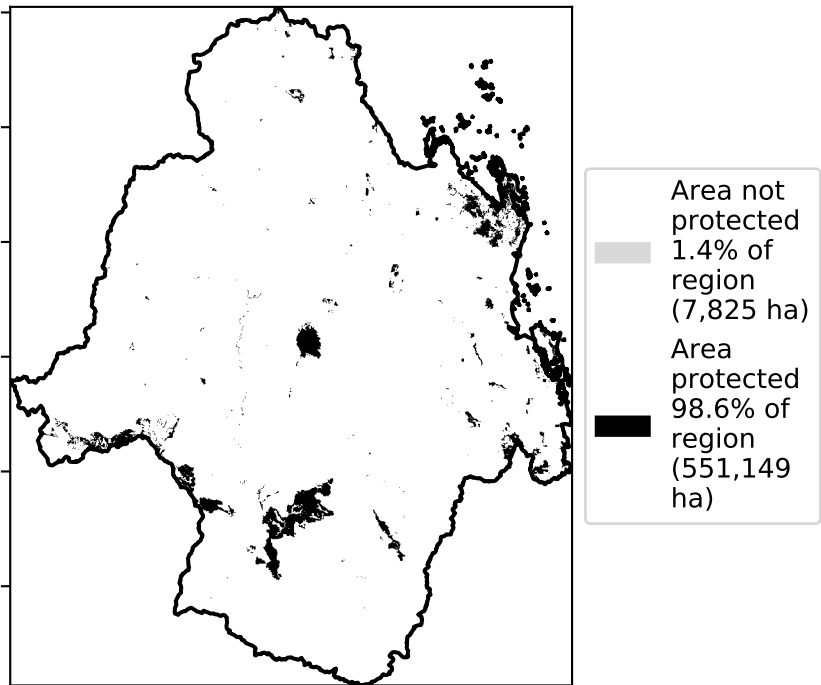 Area not
protected
1.4% of
region
(7,825 ha)
Area
protected
98.6% of
region
(551,149
ha)